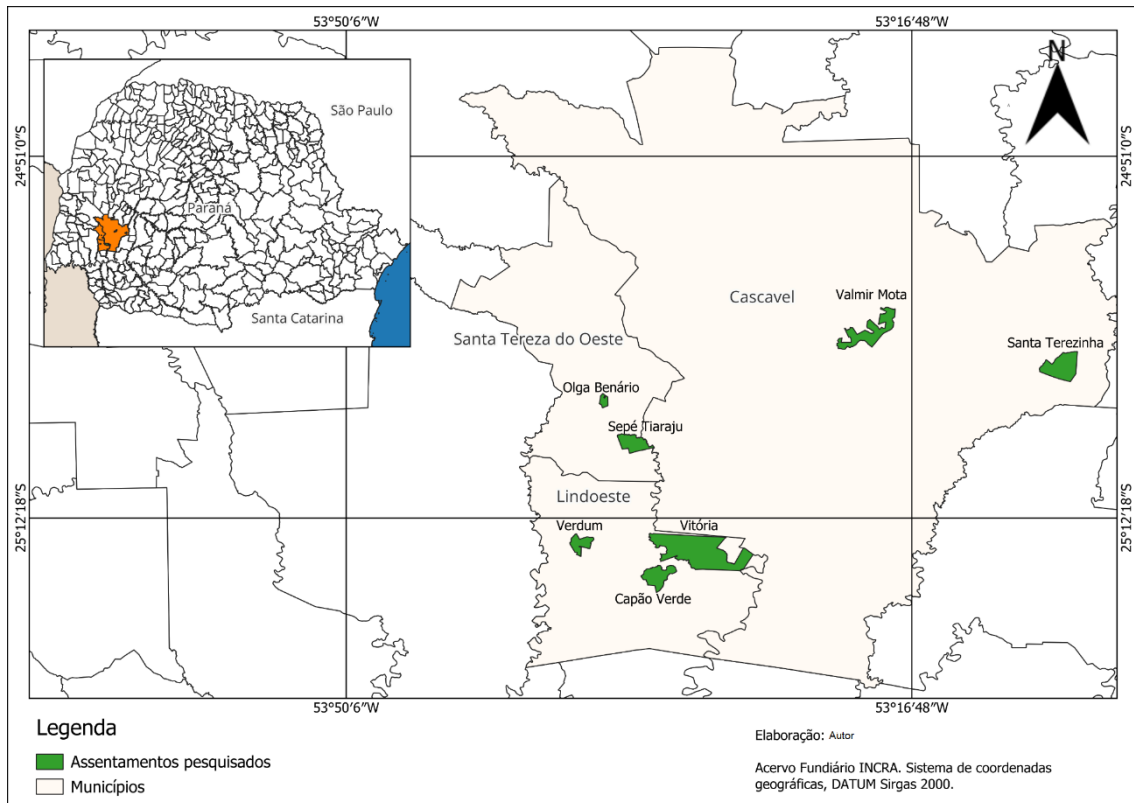 53°50′6″W
53°16′48″W
N
São Paulo
24°51′0″S
24°51′0″S
Paraná
Santa Catarina
Cascavel
Valmir Mota
Santa Tereza do Oeste
Santa Terezinha
Olga Benário
Sepé Tiaraju
Lindoeste
25°12′18″S
25°12′18″S
Verdum
Vitória
Capão Verde
53°50′6″W
53°16′48″W
Legenda
Assentamentos pesquisados
Municípios
Elaboração: Autor
Acervo Fundiário INCRA. Sistema de coordenadas
geográficas, DATUM Sirgas 2000.